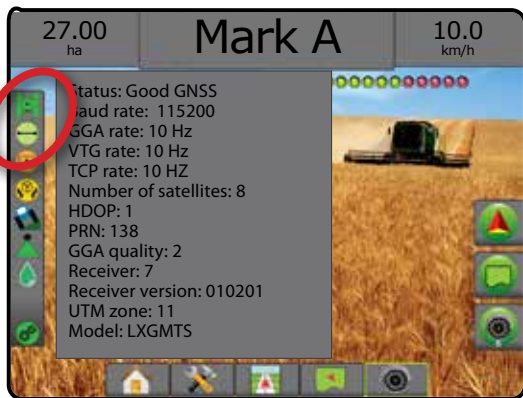 27.00
ha
Mark A
10.0
km/h
Status: Good GNSS
Baud rate: 115200
GGA rate: 10 Hz
VTG rate: 10 Hz
TCP rate: 10 HZ
Number of satellites: 8
HDOP: 1
PRN: 138
GGA quality: 2
Receiver: 7
Receiver version: 010201
UTM zone: 11
Model: LXGMTS